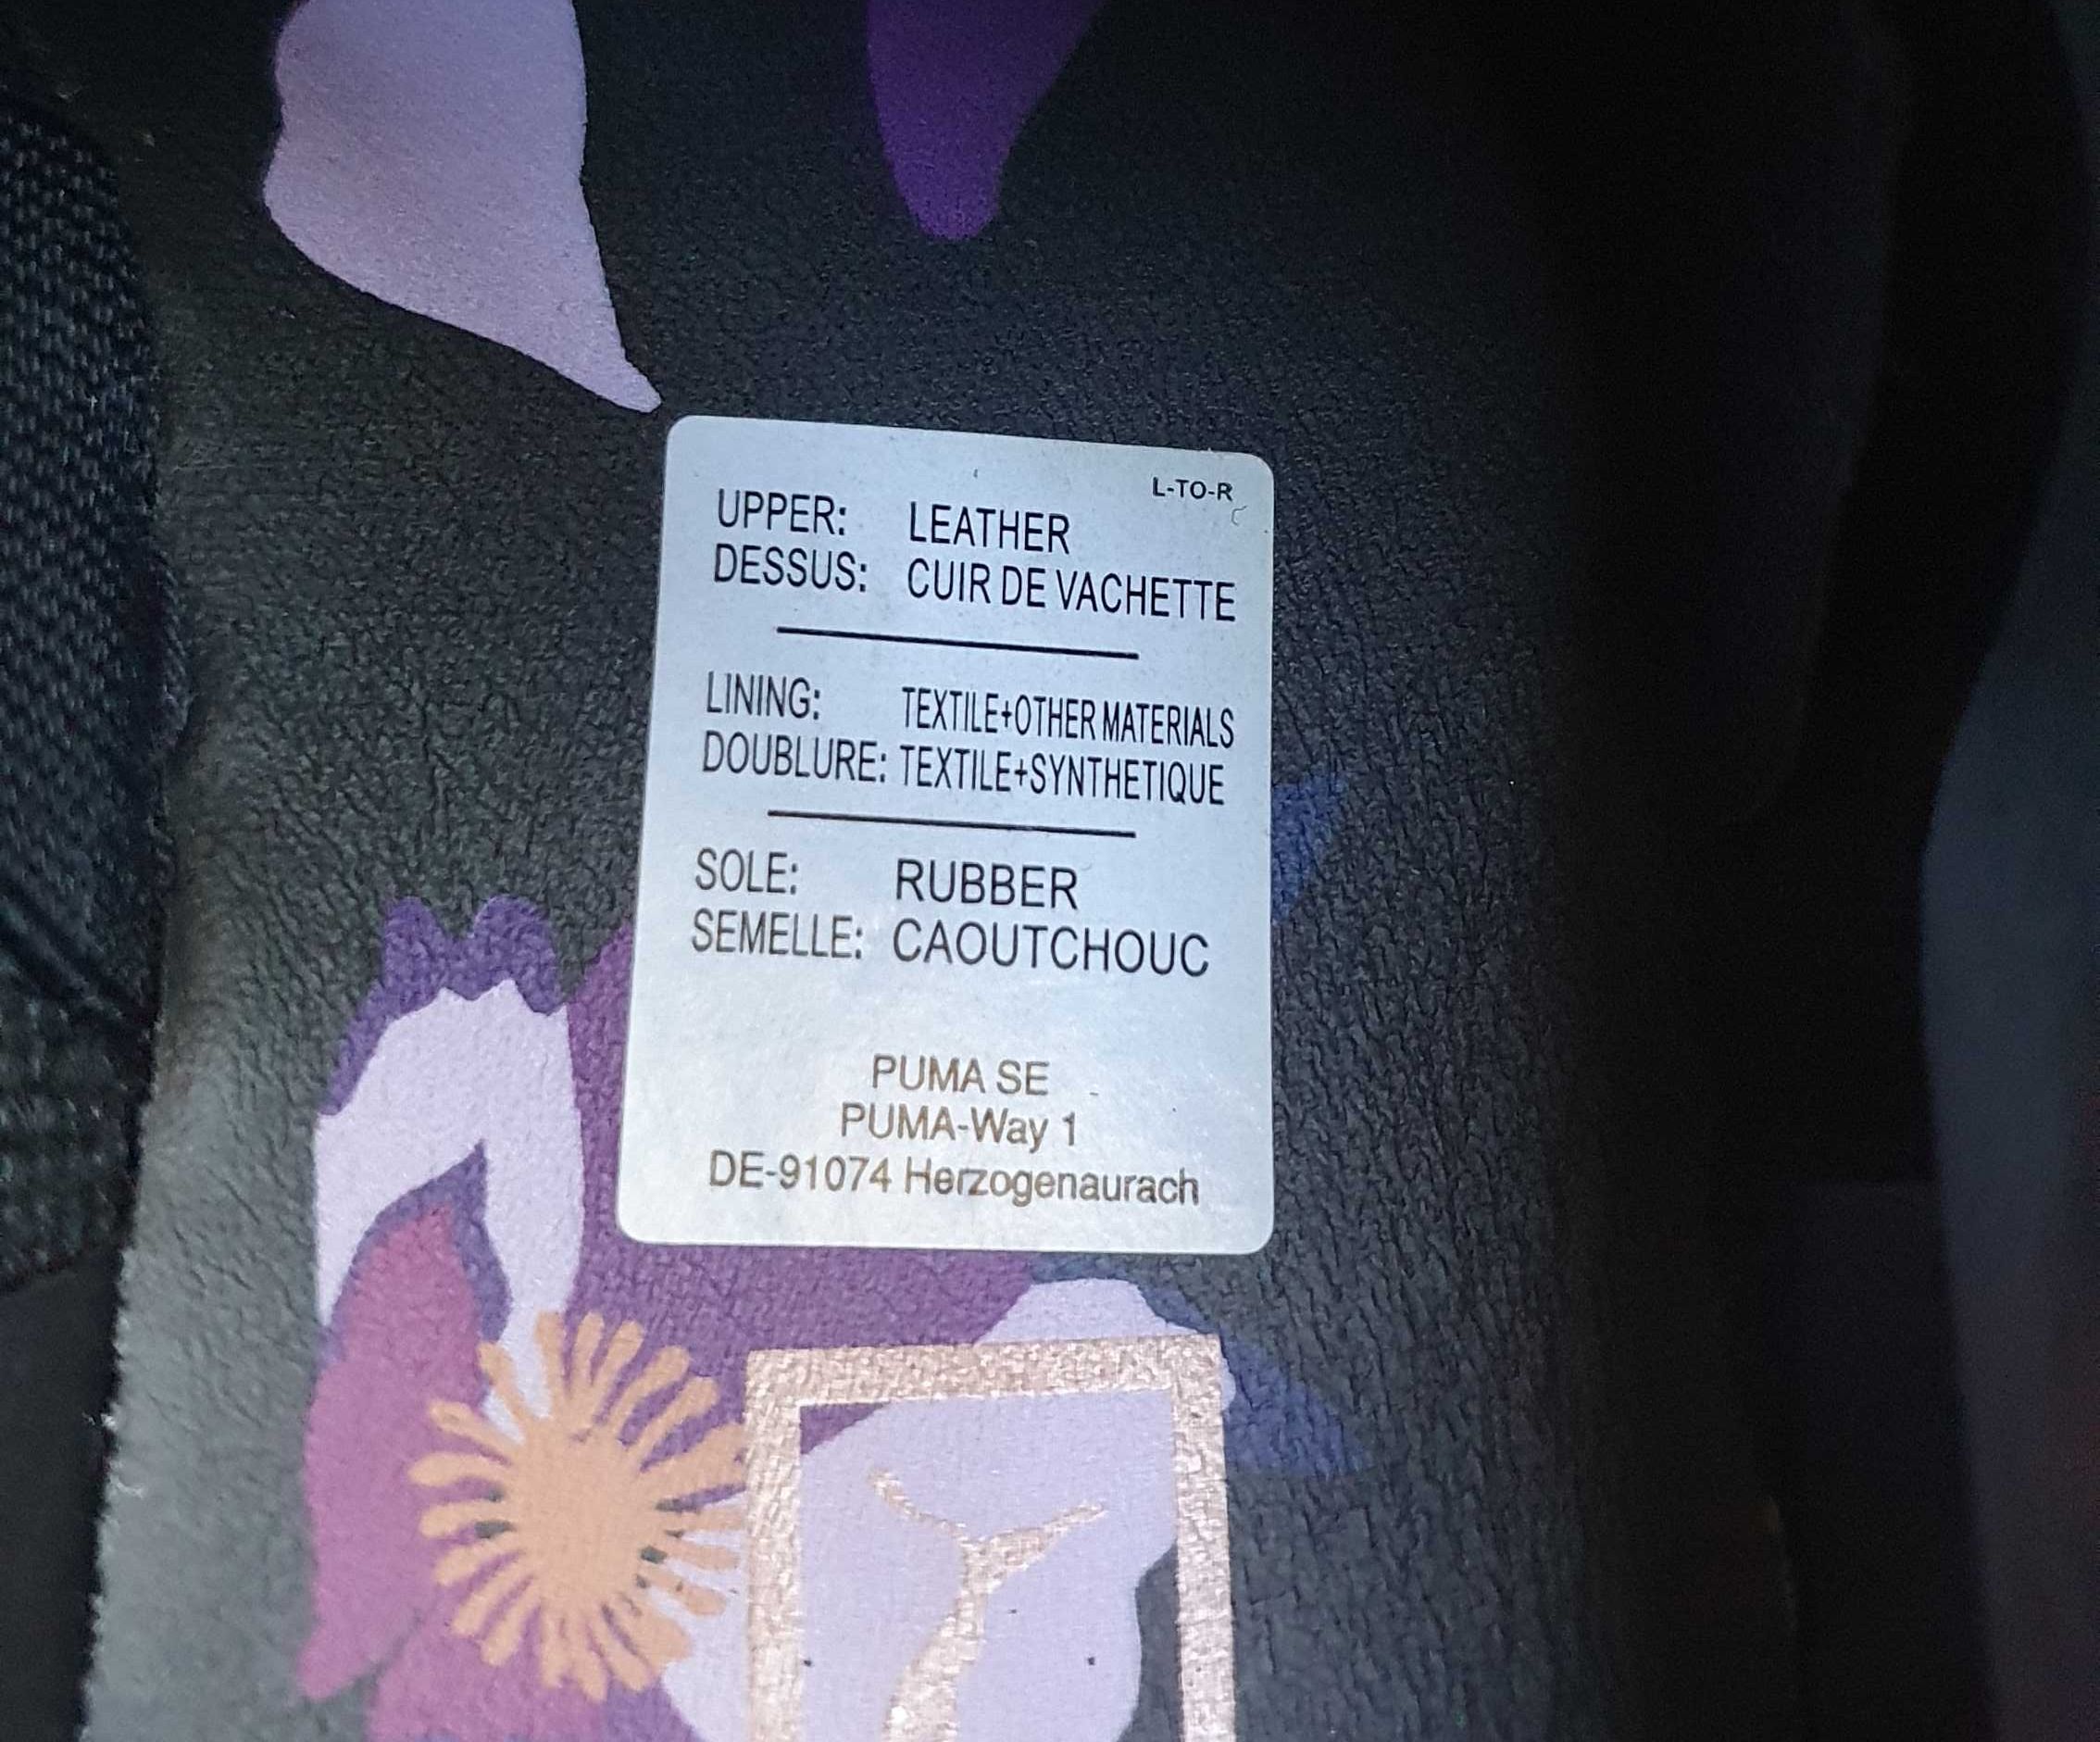 L-TO-R
UPPER: LEATHER
DESSUS: CUIR DE VACHETTE
LINING: TEXTILE+OTHER MATERIALS
DOUBLURE: TEXTILE+SYNTHETIQUE
SOLE: RUBBER
SEMELLE: CAOUTCHOUC
PUMA SE
PUMA-Way 1
DE-91074 Herzogenaurach